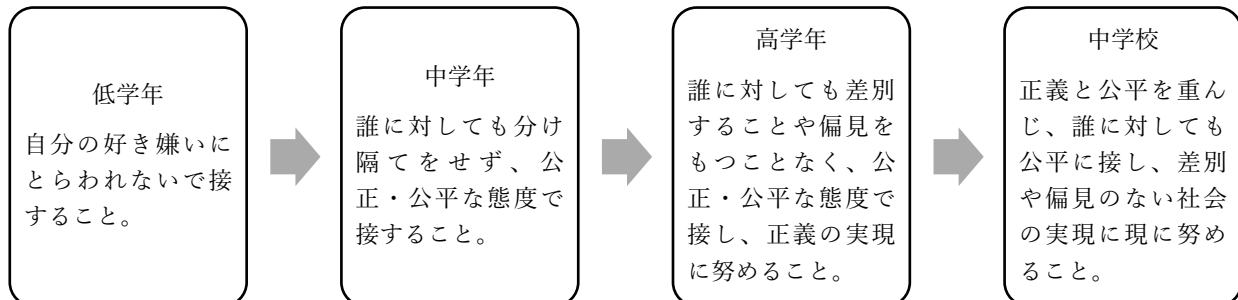 低学年
自分の好き嫌いに
とらわれないで接
すること。
中学年
誰に対しても分け
隔てをせず、公
正・公平な態度で
接すること。
高学年
誰に対しても差別
することや偏見を
もつことなく、公
正・公平な態度で
接し、正義の実現
に努めること。
中学校
正義と公平を重ん
じ、誰に対しても
公平に接し、差別
や偏見のない社会
の実現に現に努め
ること。